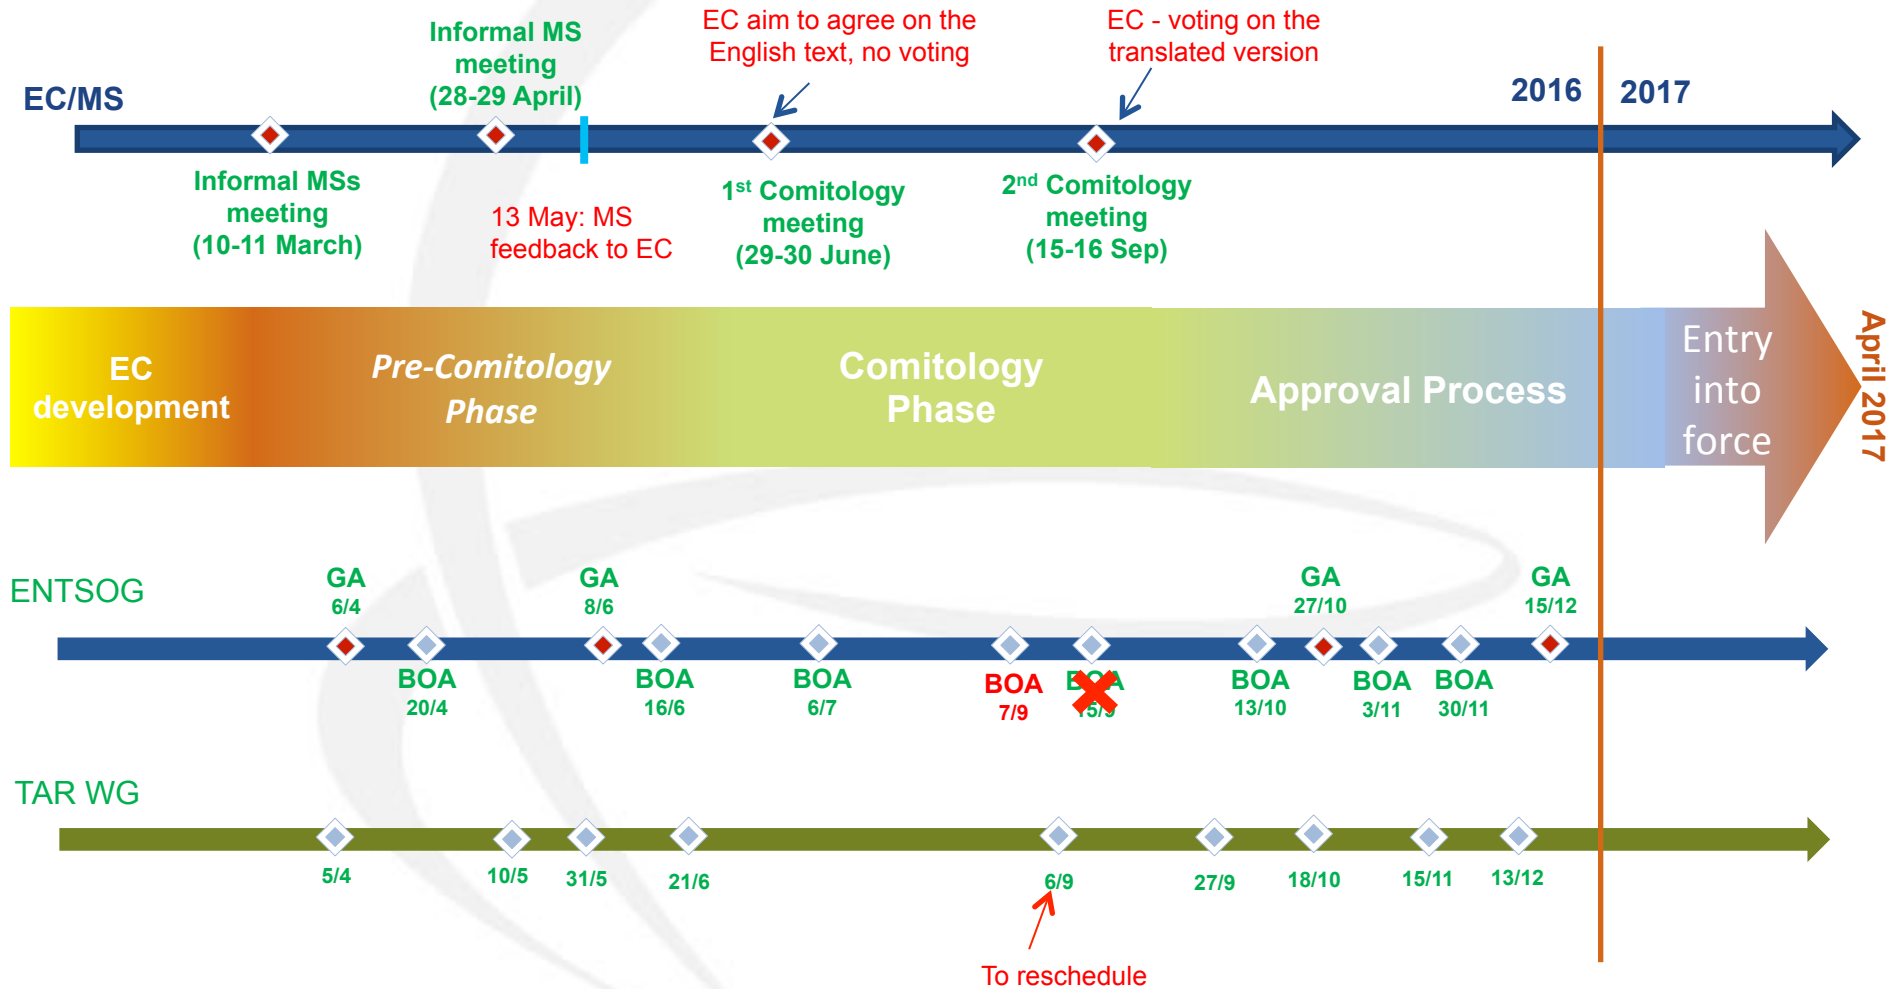 EC aim to agree on the
English text, no voting
EC - voting on the
translated version
Informal MS
meeting
(28-29 April)
EC/MS
2016
2017
Informal MSs
meeting
(10-11 March)
13 May: MS
feedback to EC
1st Comitology
meeting
(29-30 June)
2nd Comitology
meeting
(15-16 Sep)
EC
development
Pre-Comitology
Phase
Comitology
Phase
Approval Process
Entry
into
force
April 2017
ENTSOG
GA
6/4
GA
8/6
GA
27/10
GA
15/12
BOA
20/4
BOA
16/6
BOA
6/7
BOA
7/9
BOA
15/9
BOA
13/10
BOA
3/11
BOA
30/11
TAR WG
5/4
10/5
31/5
21/6
6/9
27/9
18/10
15/11
13/12
To reschedule